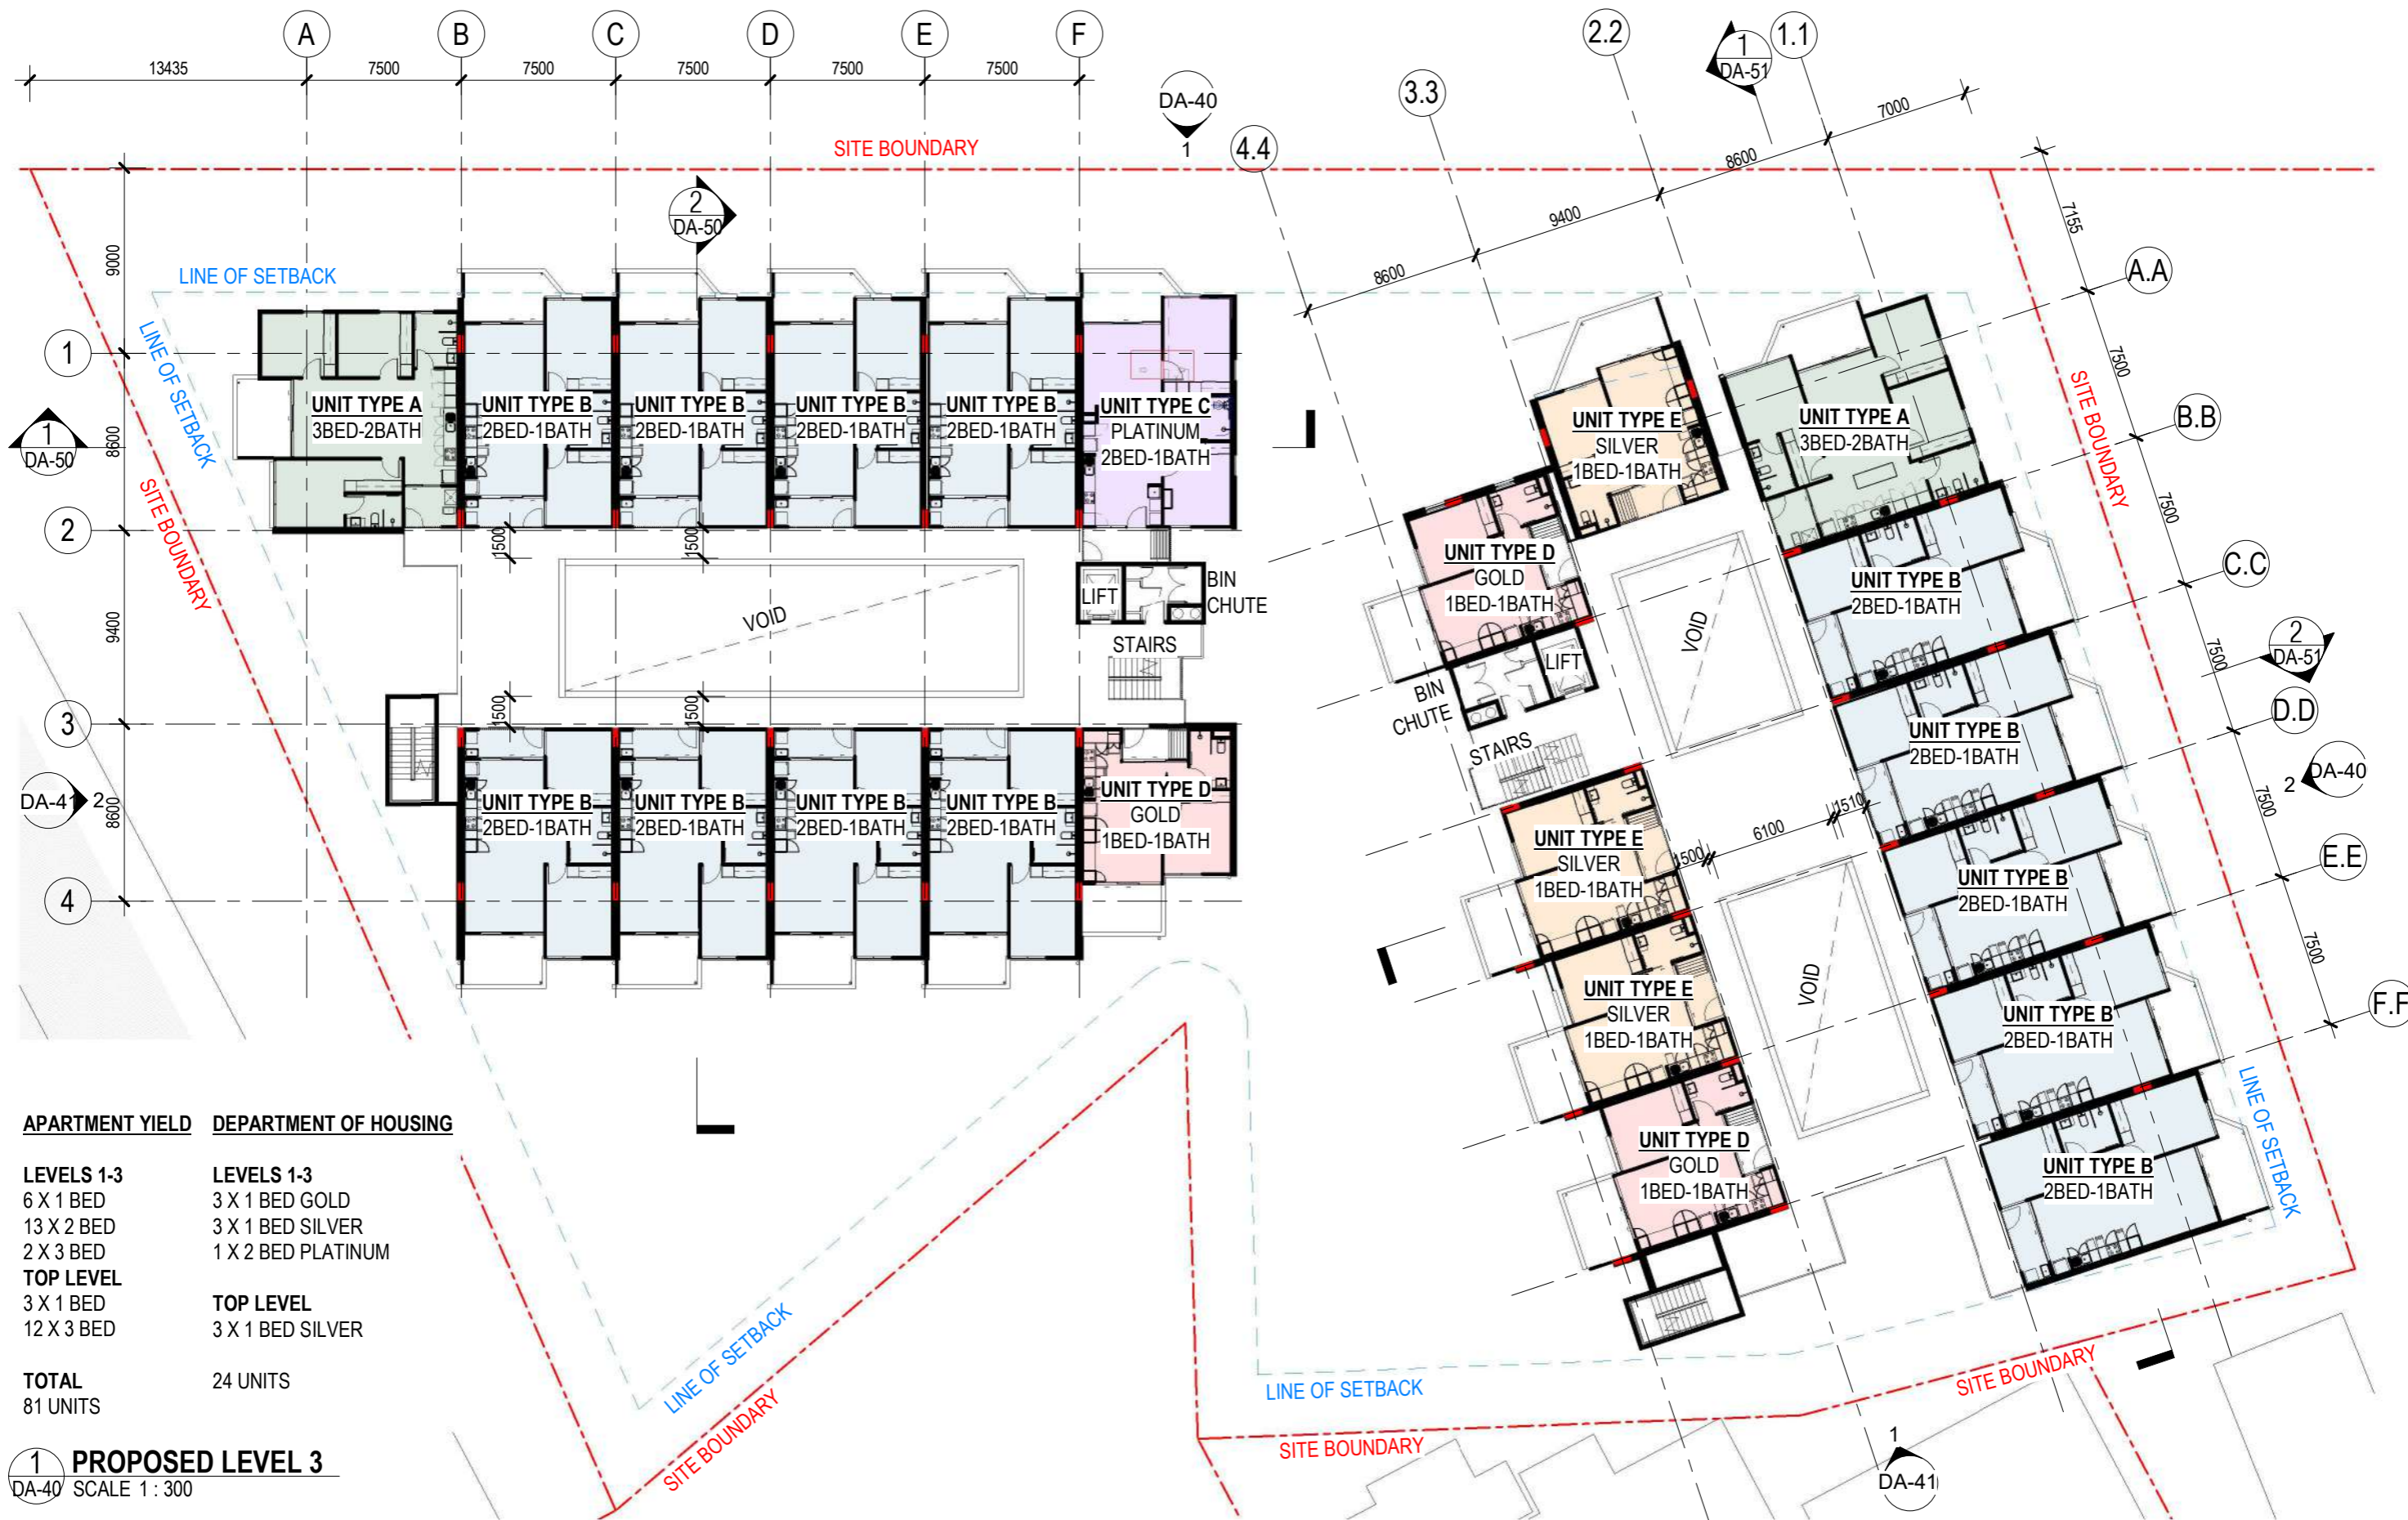 A
B
C
D
E
F
2.2
1
DA-51
1.1
13435
7500
7500
7500
7500
7500
3.3
DA-40
1
4.4
7000
8600
9400
8600
SITE BOUNDARY
2
DA-50
7155
A.A
9000
LINE OF SETBACK
LINE OF SETBACK
1
7500
SITE BOUNDARY
B.B
UNIT TYPE A
3BED-2BATH
UNIT TYPE B
2BED-1BATH
UNIT TYPE B
2BED-1BATH
UNIT TYPE B
2BED-1BATH
UNIT TYPE B
2BED-1BATH
UNIT TYPE C
PLATINUM
2BED-1BATH
UNIT TYPE E
SILVER
1BED-1BATH
UNIT TYPE A
3BED-2BATH
1
DA-50
8600
SITE BOUNDARY
2
1500
1500
7500
C.C
UNIT TYPE D
GOLD
1BED-1BATH
UNIT TYPE B
2BED-1BATH
LIFT
BIN
CHUTE
STAIRS
VOID
9400
VOID
LIFT
BIN
CHUTE
STAIRS
7500
2
DA-51
D.D
3
1500
1500
UNIT TYPE B
2BED-1BATH
DA-41
2
8600
UNIT TYPE B
2BED-1BATH
UNIT TYPE B
2BED-1BATH
UNIT TYPE B
2BED-1BATH
UNIT TYPE B
2BED-1BATH
UNIT TYPE D
GOLD
1BED-1BATH
UNIT TYPE E
SILVER
1BED-1BATH
1500
6100
1510
7500
2
DA-40
E.E
4
UNIT TYPE B
2BED-1BATH
7500
F.F
UNIT TYPE E
SILVER
1BED-1BATH
VOID
UNIT TYPE B
2BED-1BATH
UNIT TYPE D
GOLD
1BED-1BATH
UNIT TYPE B
2BED-1BATH
LINE OF SETBACK
APARTMENT YIELD
LEVELS 1-3
6 X 1 BED
13 X 2 BED
2 X 3 BED
TOP LEVEL
3 X 1 BED
12 X 3 BED
TOTAL
81 UNITS
DEPARTMENT OF HOUSING
LEVELS 1-3
3 X 1 BED GOLD
3 X 1 BED SILVER
1 X 2 BED PLATINUM
TOP LEVEL
3 X 1 BED SILVER
24 UNITS
LINE OF SETBACK
SITE BOUNDARY
LINE OF SETBACK
SITE BOUNDARY
SITE BOUNDARY
1
DA-41
1
DA-40
PROPOSED LEVEL 3
SCALE 1 : 300